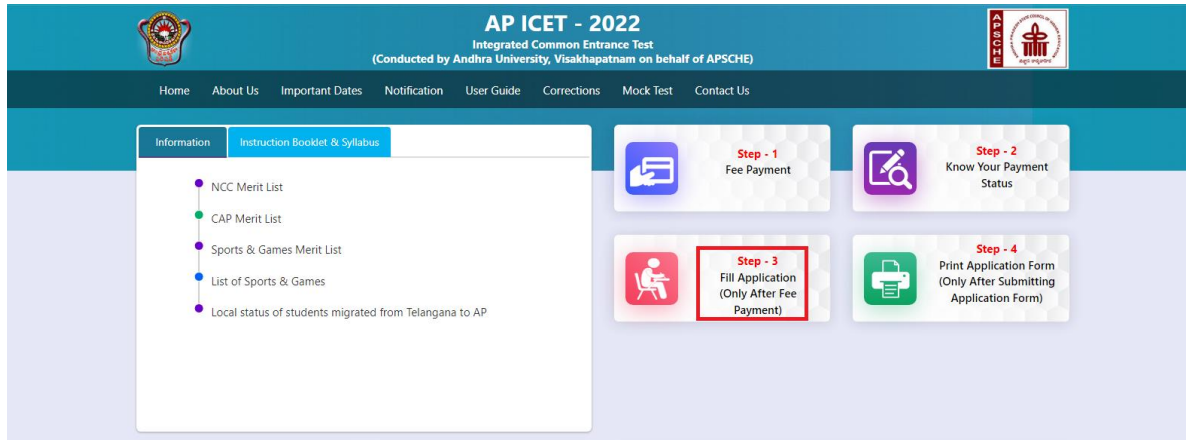 AP ICET - 2022
Integrated Common Entrance Test
(Conducted by Andhra University, Visakhapatnam on behalf of APSCHE)
APSCHE
Home About Us Important Dates Notification User Guide Corrections Mock Test Contact Us
Information Instruction Booklet & Syllabus
NCC Merit List
CAP Merit List
Sports & Games Merit List
List of Sports & Games
Local status of students migrated from Telangana to AP
Step - 1
Fee Payment
Step - 2
Know Your Payment
Status
Step - 3
Fill Application
(Only After Fee
Payment)
Step - 4
Print Application Form
(Only After Submitting
Application Form)